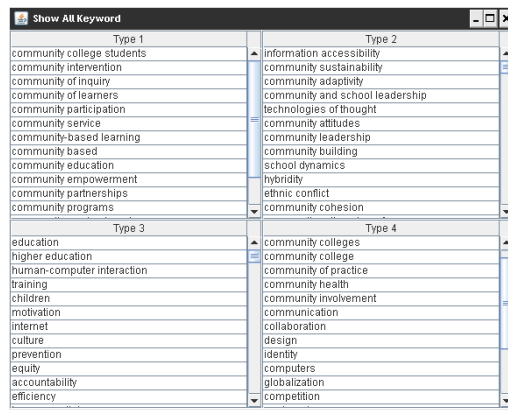 Show All Keyword
Type 1
community college students
community intervention
community of inquiry
community of learners
community participation
community service
community-based learning
community based
community education
community empowerment
community partnerships
community programs
Type 2
information accessibility
community sustainability
community adaptivity
community and school leadership
technologies of thought
community attitudes
community leadership
community building
school dynamics
hybridity
ethnic conflict
community cohesion
Type 3
education
higher education
human-computer interaction
training
children
motivation
internet
culture
prevention
equity
accountability
efficiency
Type 4
community colleges
community college
community of practice
community health
community involvement
communication
collaboration
design
identity
computers
globalization
competition